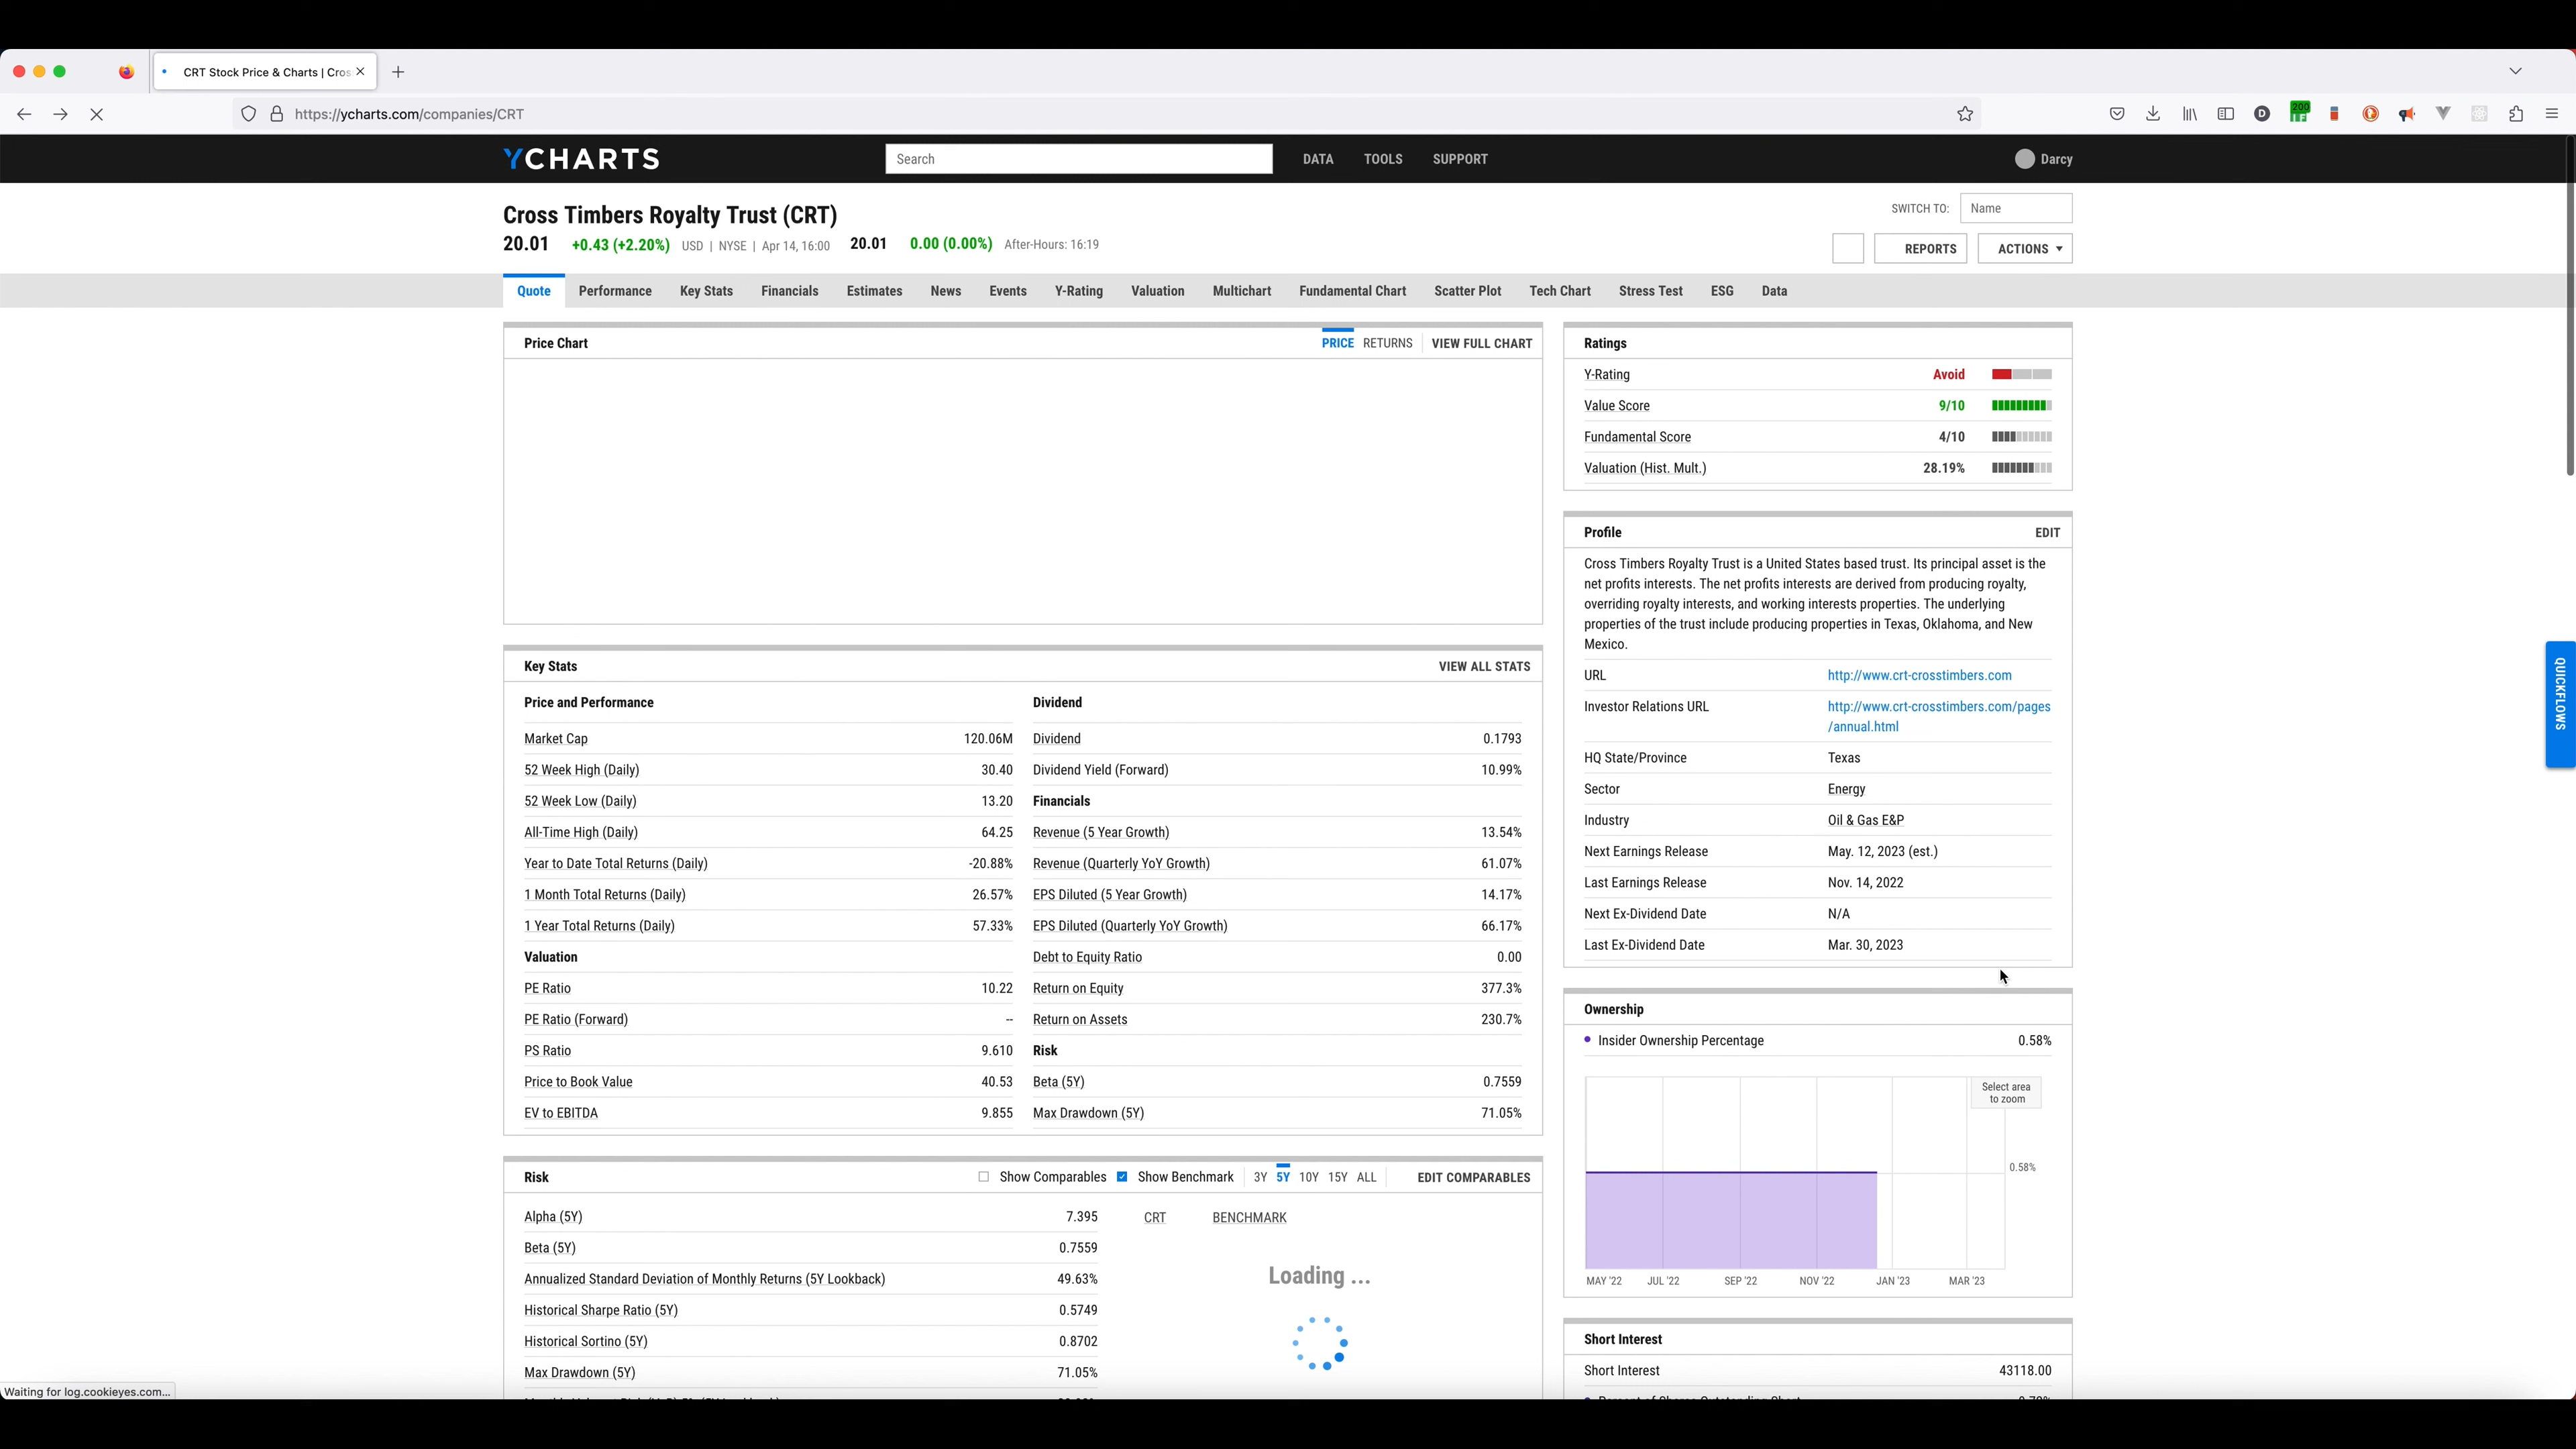 CRT Stock Price & Charts | Cros
https://ycharts.com/companies/CRT
200
LF
D
YCHARTS
Search
DATA
TOOLS
SUPPORT
Darcy
Cross Timbers Royalty Trust (CRT)
SWITCH TO:
Name
20.01 +0.43 (+2.20%) USD | NYSE | Apr 14, 16:00 20.01 0.00 (0.00%) After-Hours: 16:19
REPORTS
ACTIONS
Quote Performance Key Stats Financials Estimates News Events Y-Rating Valuation Multichart Fundamental Chart Scatter Plot Tech Chart Stress Test ESG Data
Price Chart
PRICE RETURNS VIEW FULL CHART
Key Stats
VIEW ALL STATS
Price and Performance
Market Cap 120.06M
52 Week High (Daily) 30.40
52 Week Low (Daily) 13.20
All-Time High (Daily) 64.25
Year to Date Total Returns (Daily) -20.88%
1 Month Total Returns (Daily) 26.57%
1 Year Total Returns (Daily) 57.33%
Valuation
PE Ratio 10.22
PE Ratio (Forward) --
PS Ratio 9.610
Price to Book Value 40.53
EV to EBITDA 9.855
Dividend
Dividend 0.1793
Dividend Yield (Forward) 10.99%
Financials
Revenue (5 Year Growth) 13.54%
Revenue (Quarterly YoY Growth) 61.07%
EPS Diluted (5 Year Growth) 14.17%
EPS Diluted (Quarterly YoY Growth) 66.17%
Debt to Equity Ratio 0.00
Return on Equity 377.3%
Return on Assets 230.7%
Risk
Beta (5Y) 0.7559
Max Drawdown (5Y) 71.05%
Risk
Show Comparables Show Benchmark 3Y 5Y 10Y 15Y ALL EDIT COMPARABLES
Alpha (5Y) 7.395
Beta (5Y) 0.7559
Annualized Standard Deviation of Monthly Returns (5Y Lookback) 49.63%
Historical Sharpe Ratio (5Y) 0.5749
Historical Sortino (5Y) 0.8702
Max Drawdown (5Y) 71.05%
CRT BENCHMARK
Loading ...
Ratings
Y-Rating Avoid
Value Score 9/10
Fundamental Score 4/10
Valuation (Hist. Mult.) 28.19%
Profile
EDIT
Cross Timbers Royalty Trust is a United States based trust. Its principal asset is the
net profits interests. The net profits interests are derived from producing royalty,
overriding royalty interests, and working interests properties. The underlying
properties of the trust include producing properties in Texas, Oklahoma, and New
Mexico.
URL http://www.crt-crosstimbers.com
Investor Relations URL http://www.crt-crosstimbers.com/pages
/annual.html
HQ State/Province Texas
Sector Energy
Industry Oil & Gas E&P
Next Earnings Release May. 12, 2023 (est.)
Last Earnings Release Nov. 14, 2022
Next Ex-Dividend Date N/A
Last Ex-Dividend Date Mar. 30, 2023
Ownership
Insider Ownership Percentage 0.58%
Select area
to zoom
0.58%
MAY '22 JUL '22 SEP '22 NOV '22 JAN '23 MAR '23
Short Interest
Short Interest 43118.00
QUICKFLOWS
Waiting for log.cookieyes.com...